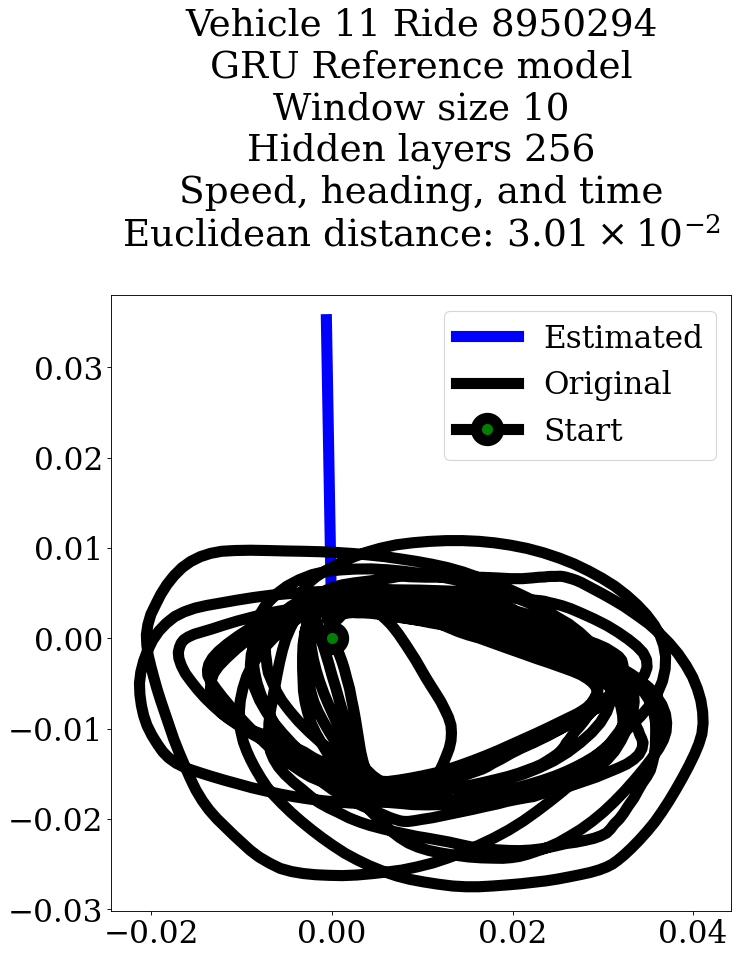 Vehicle 11 Ride 8950294
GRU Reference model
Window size 10
Hidden layers 256
Speed, heading, and time
Euclidean distance: 3.01 × 10⁻²
Estimated
Original
Start
0.03
0.02
0.01
0.00
−0.01
−0.02
−0.03
−0.02
0.00
0.02
0.04